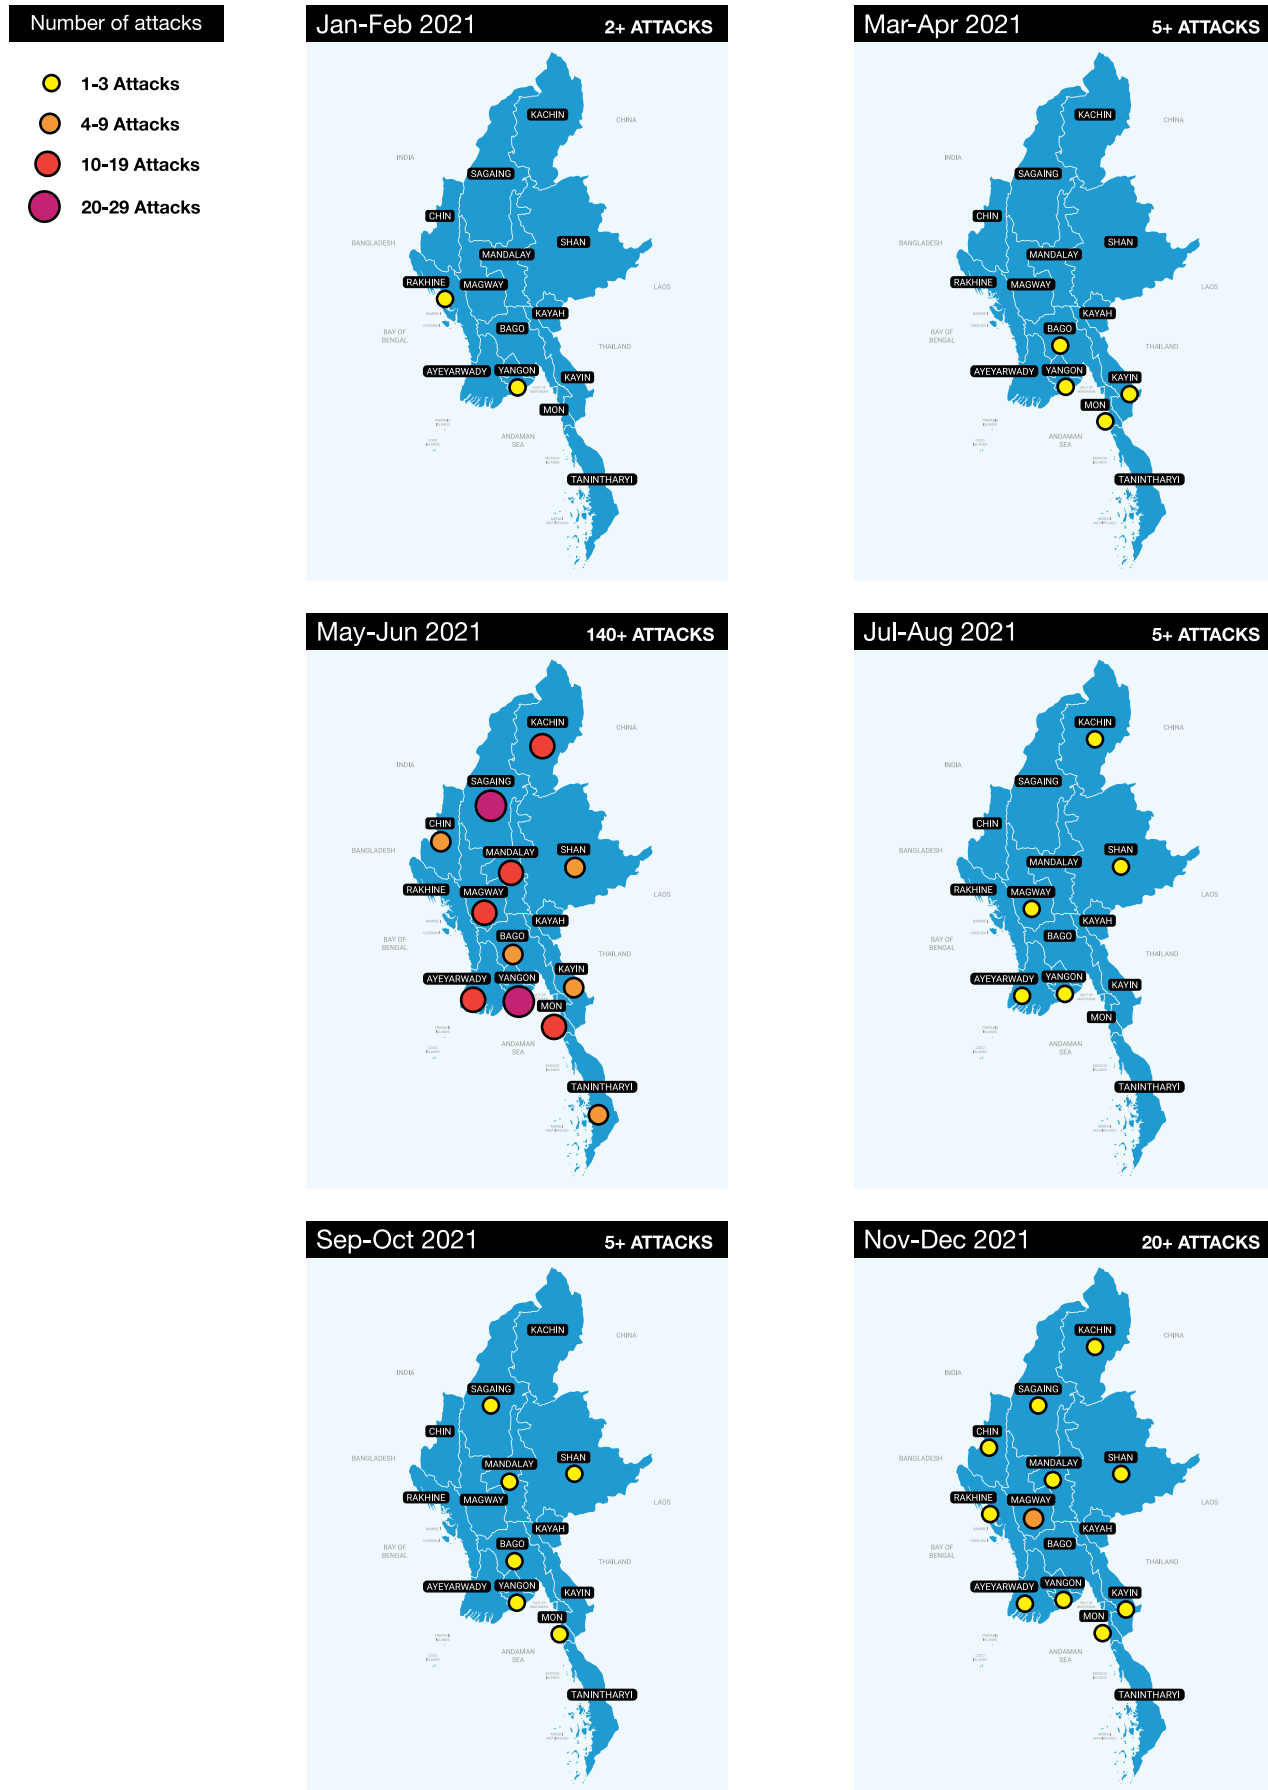 Number of attacks
1-3 Attacks
4-9 Attacks
10-19 Attacks
20-29 Attacks
Jan-Feb 2021
2+ ATTACKS
KACHIN
CHINA
INDIA
SAGAING
CHIN
BANGLADESH
SHAN
MANDALAY
RAKHINE
MAGWAY
LAOS
KAYAH
BAGO
BAY OF
BENGAL
THAILAND
AYEYARWADY
YANGON
KAYIN
MON
ANDAMAN
SEA
TANINTHARYI
Mar-Apr 2021
5+ ATTACKS
KACHIN
CHINA
INDIA
SAGAING
CHIN
BANGLADESH
SHAN
MANDALAY
RAKHINE
MAGWAY
LAOS
KAYAH
BAGO
BAY OF
BENGAL
THAILAND
AYEYARWADY
YANGON
KAYIN
MON
ANDAMAN
SEA
TANINTHARYI
May-Jun 2021
140+ ATTACKS
KACHIN
CHINA
INDIA
SAGAING
CHIN
BANGLADESH
MANDALAY
SHAN
RAKHINE
MAGWAY
LAOS
KAYAH
BAGO
BAY OF
BENGAL
THAILAND
KAYIN
AYEYARWADY
YANGON
MON
ANDAMAN
SEA
TANINTHARYI
Jul-Aug 2021
5+ ATTACKS
KACHIN
CHINA
INDIA
SAGAING
CHIN
BANGLADESH
SHAN
MANDALAY
RAKHINE
MAGWAY
LAOS
KAYAH
BAGO
BAY OF
BENGAL
THAILAND
AYEYARWADY
YANGON
KAYIN
MON
ANDAMAN
SEA
TANINTHARYI
Sep-Oct 2021
5+ ATTACKS
KACHIN
CHINA
INDIA
SAGAING
CHIN
BANGLADESH
SHAN
MANDALAY
RAKHINE
MAGWAY
LAOS
KAYAH
BAGO
BAY OF
BENGAL
THAILAND
AYEYARWADY
YANGON
KAYIN
MON
ANDAMAN
SEA
TANINTHARYI
Nov-Dec 2021
20+ ATTACKS
KACHIN
CHINA
INDIA
SAGAING
CHIN
BANGLADESH
SHAN
MANDALAY
RAKHINE
MAGWAY
LAOS
KAYAH
BAGO
BAY OF
BENGAL
THAILAND
AYEYARWADY
YANGON
KAYIN
MON
ANDAMAN
SEA
TANINTHARYI